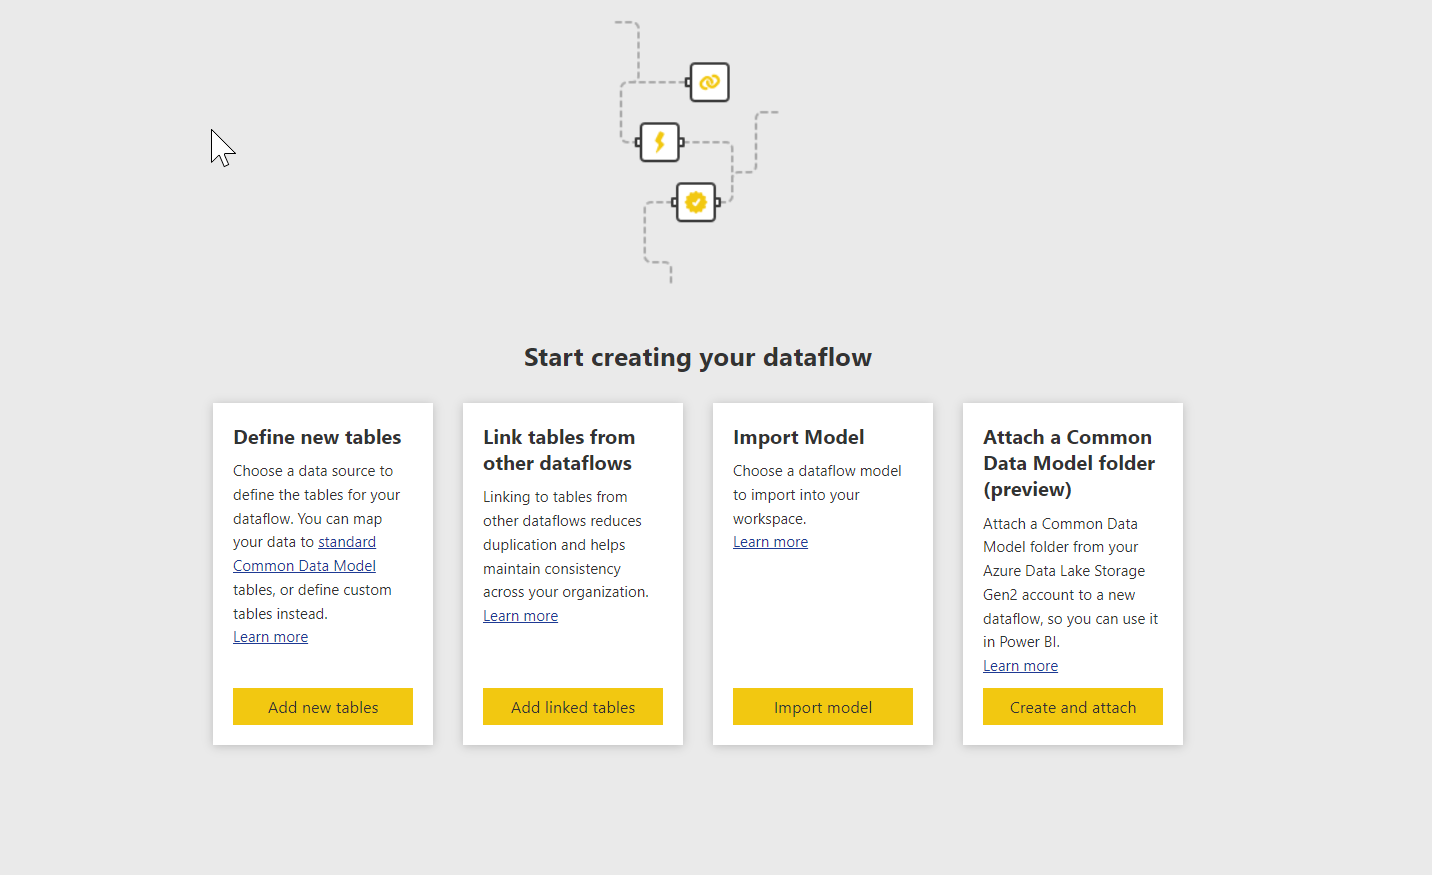 Start creating your dataflow
Define new tables
Choose a data source to
define the tables for your
dataflow. You can map
your data to standard
Common Data Model
tables, or define custom
tables instead.
Learn more
Add new tables
Link tables from
other dataflows
Linking to tables from
other dataflows reduces
duplication and helps
maintain consistency
across your organization.
Learn more
Add linked tables
Import Model
Choose a dataflow model
to import into your
workspace.
Learn more
Import model
Attach a Common
Data Model folder
(preview)
Attach a Common Data
Model folder from your
Azure Data Lake Storage
Gen2 account to a new
dataflow, so you can use it
in Power BI.
Learn more
Create and attach